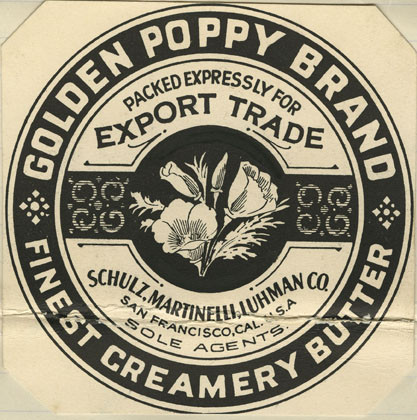 GOLDEN POPPY BRAND
PACKED EXPRESSLY FOR
EXPORT TRADE
SCHULZ, MARTINELLI, LUHMAN CO.
SAN FRANCISCO, CAL. U.S.A
SOLE AGENTS.
FINEST CREAMERY BUTTER